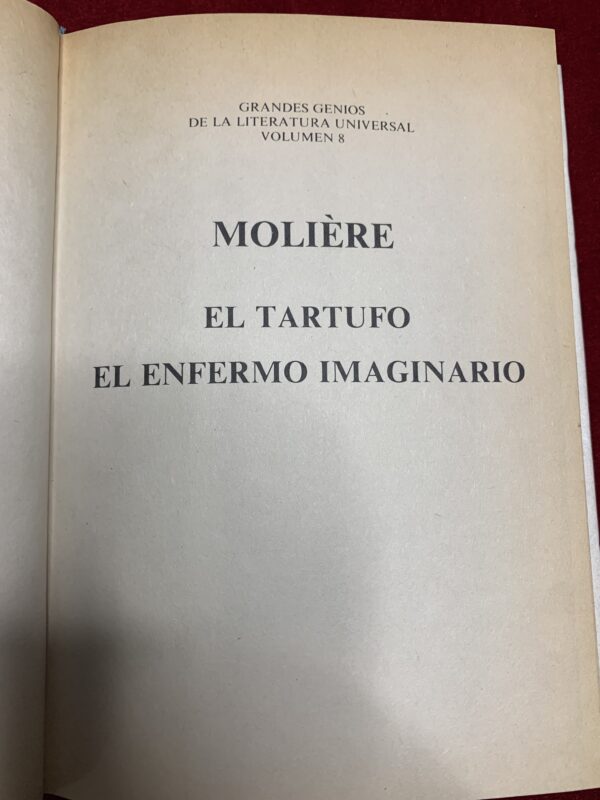 GRANDES GENIOS
DE LA LITERATURA UNIVERSAL
VOLUMEN 8
MOLIÈRE
EL TARTUFO
EL ENFERMO IMAGINARIO